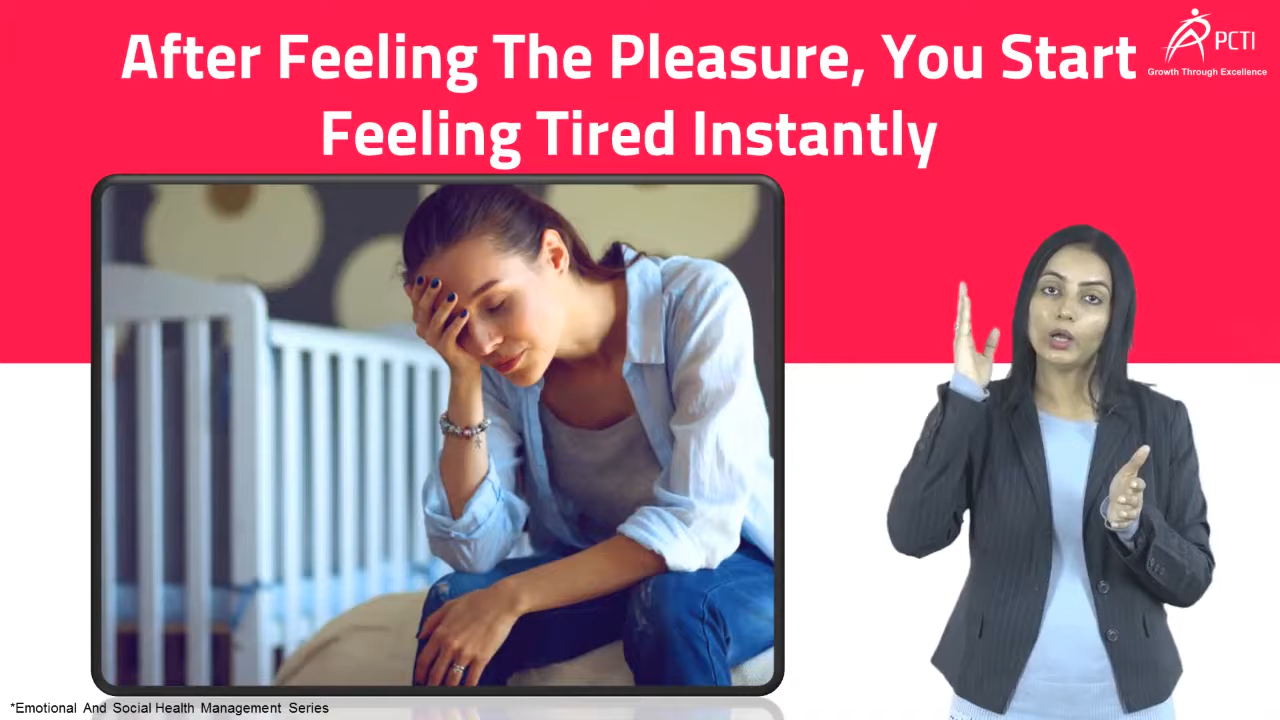 After Feeling The Pleasure, You Start
Feeling Tired Instantly
PCTI
Growth Through Excellence
*Emotional And Social Health Management Series